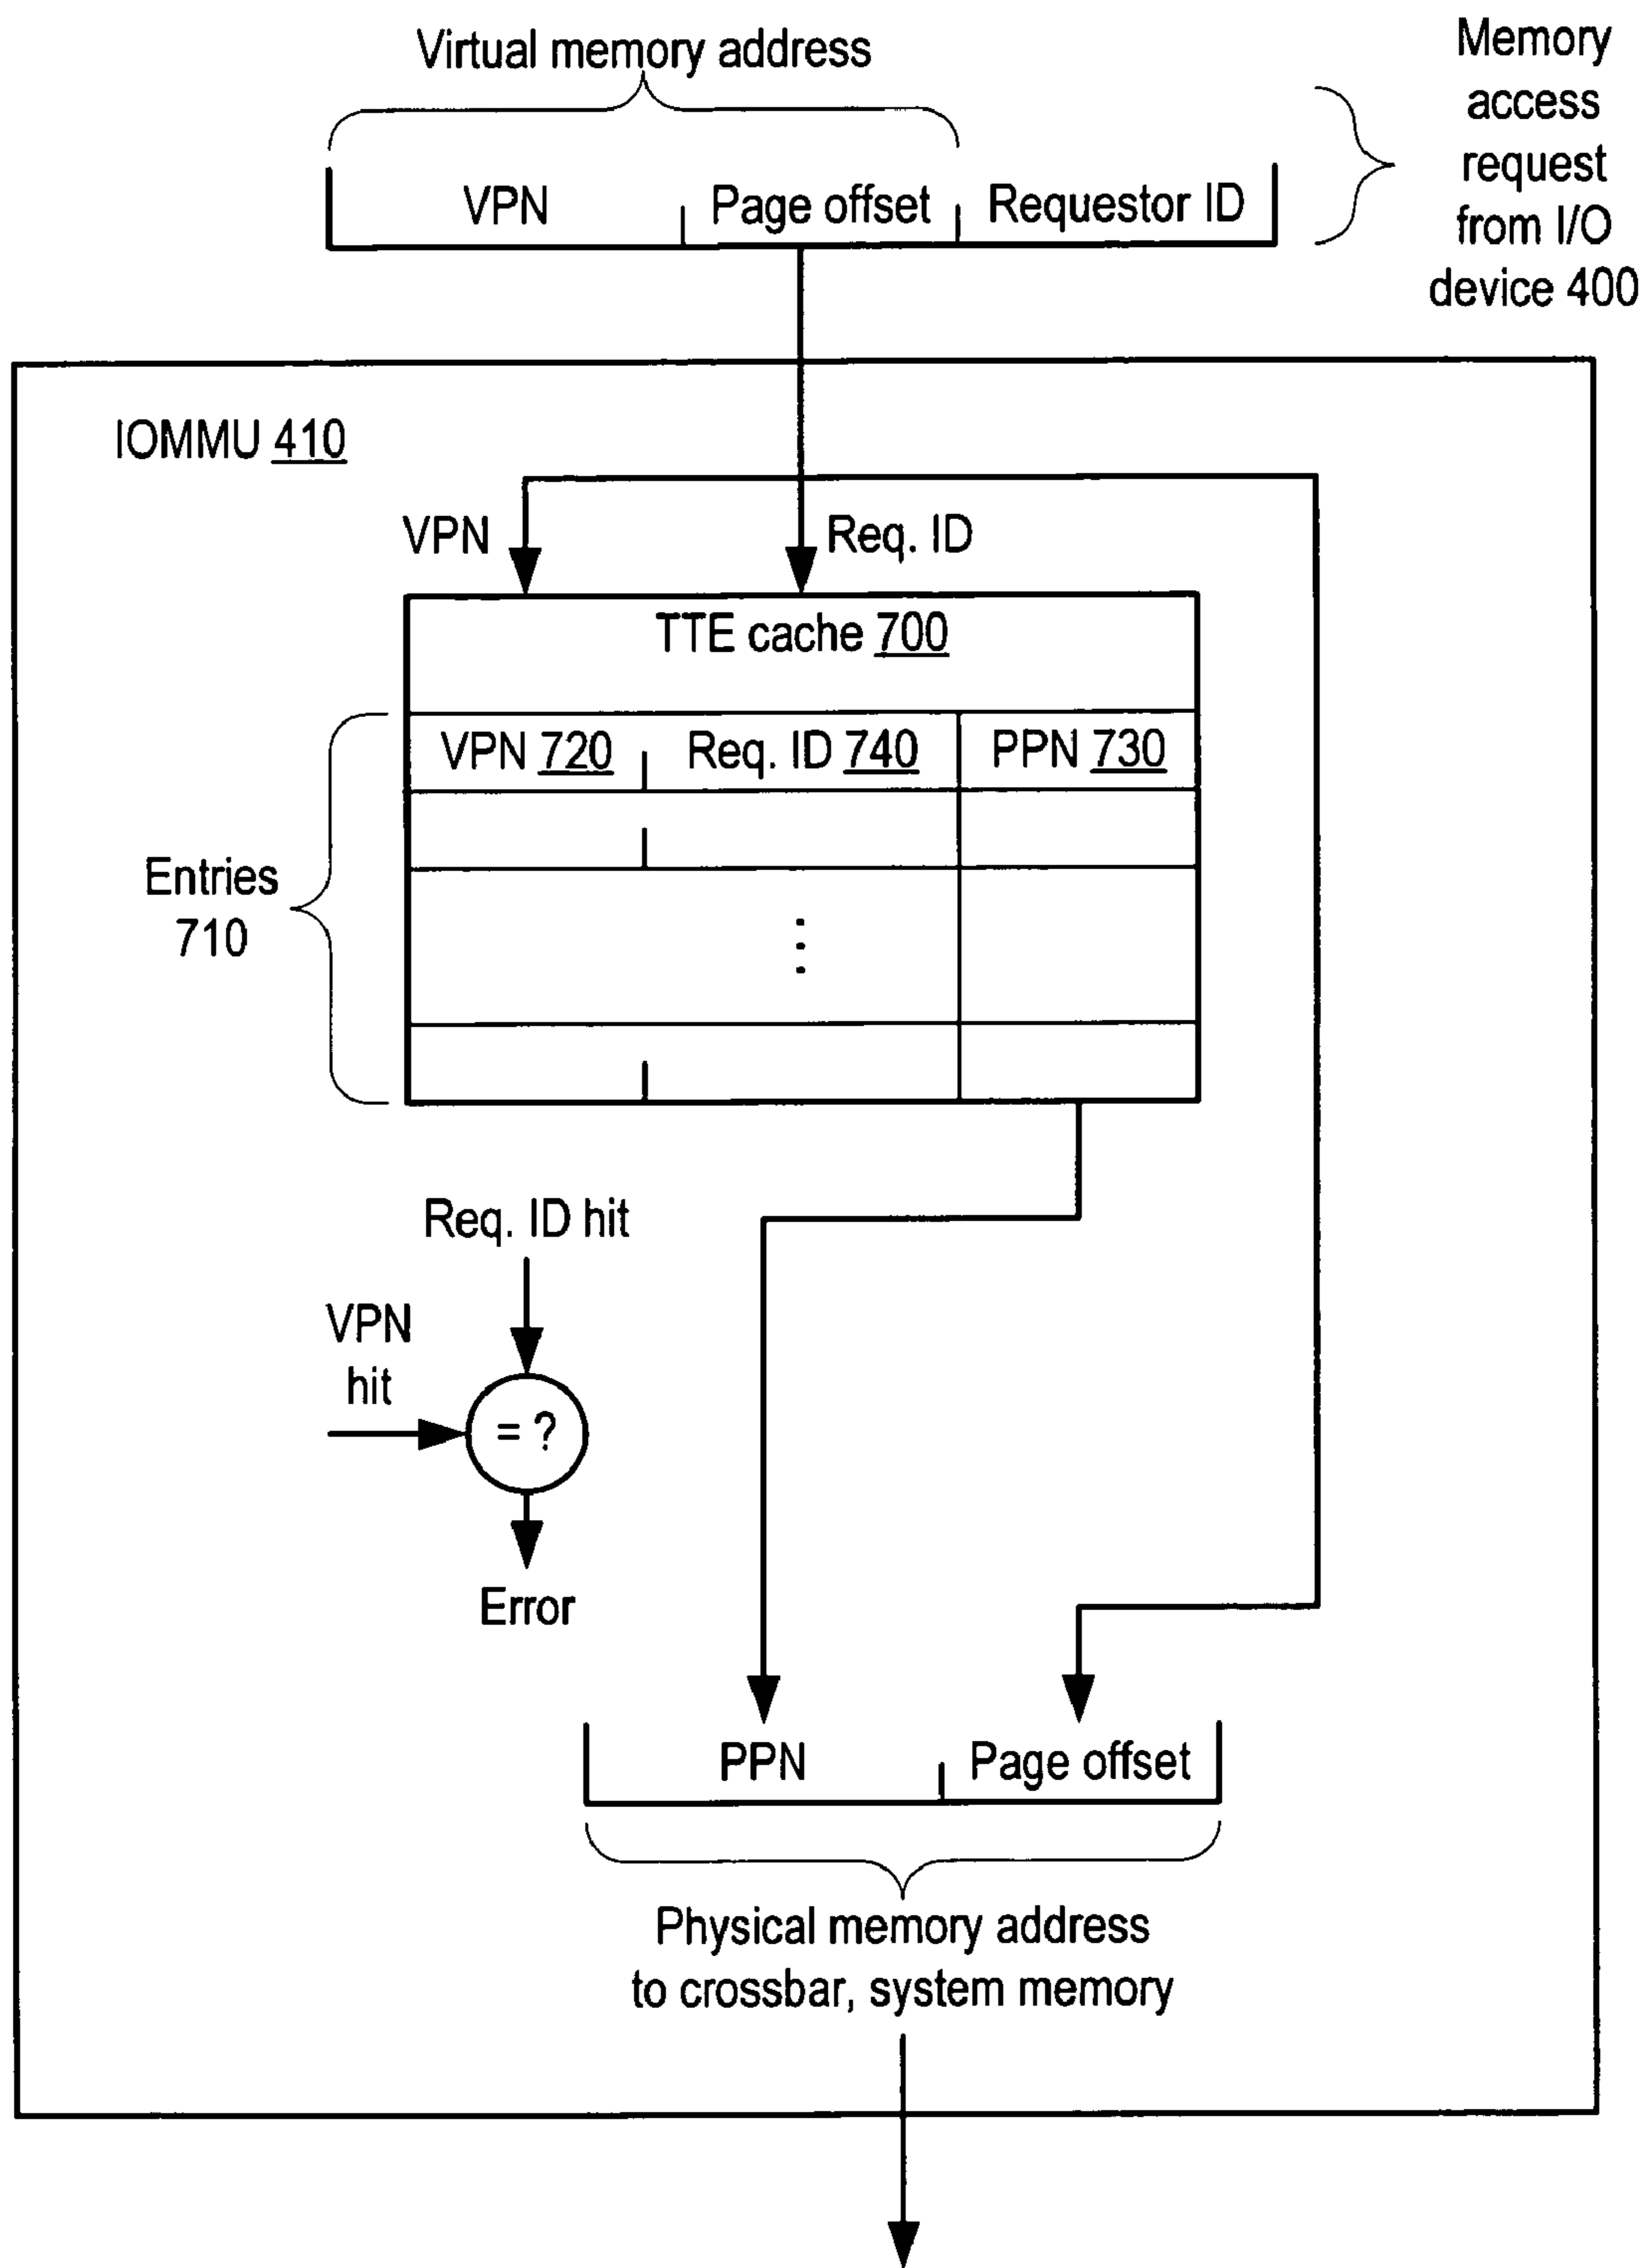 Virtual memory address
Memory
access
request
from I/O
device 400
VPN
Page offset
Requestor ID
IOMMU 410
VPN
Req. ID
TTE cache 700
VPN 720
Req. ID 740
PPN 730
Entries
710
Req. ID hit
VPN
hit
= ?
Error
PPN
Page offset
Physical memory address
to crossbar, system memory